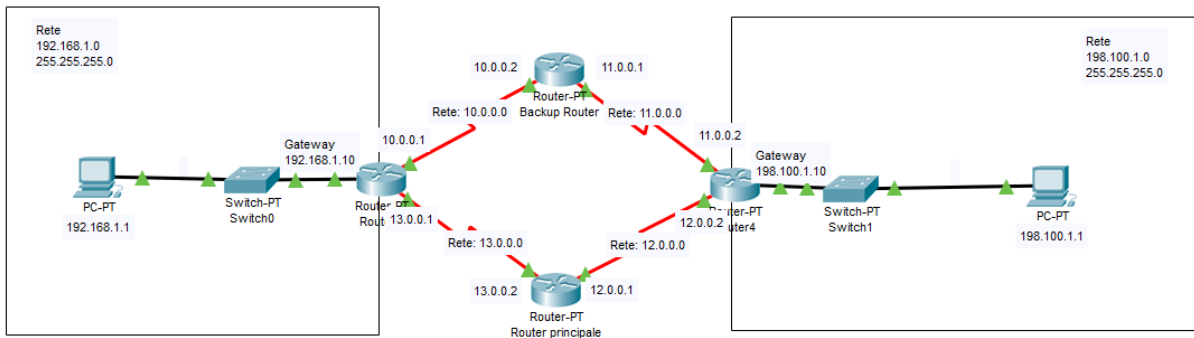 Rete
192.168.1.0
255.255.255.0
Rete
198.100.1.0
255.255.255.0
10.0.0.2
11.0.0.1
Router-PT
Backup Router
Rete: 10.0.0.0
Rete: 11.0.0.0
10.0.0.1
11.0.0.2
Gateway
192.168.1.10
Gateway
198.100.1.10
PC-PT
192.168.1.1
Switch-PT
Switch0
13.0.0.1
12.0.0.2
Switch-PT
Switch1
PC-PT
198.100.1.1
Rete: 13.0.0.0
Rete: 12.0.0.0
13.0.0.2
12.0.0.1
Router-PT
Router principale